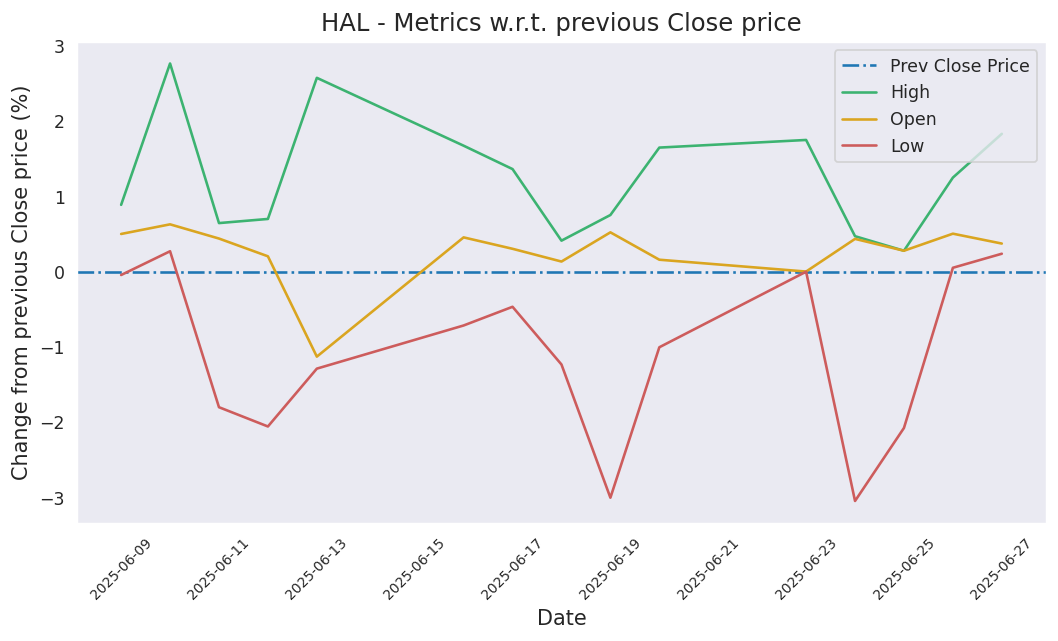 HAL - Metrics w.r.t. previous Close price
Change from previous Close price (%)
3
2
1
0
−1
−2
−3
Prev Close Price
High
Open
Low
2025-06-09
2025-06-11
2025-06-13
2025-06-15
2025-06-17
2025-06-19
2025-06-21
2025-06-23
2025-06-25
2025-06-27
Date